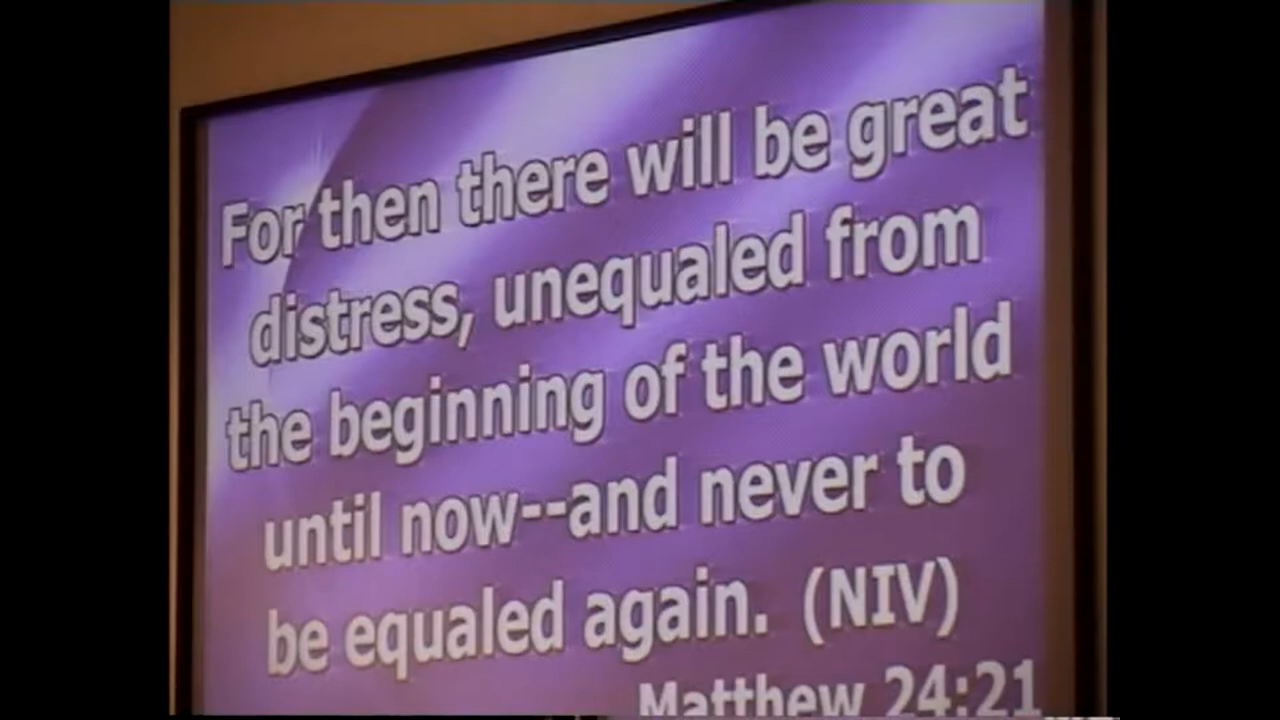 For then there will be great
distress, unequaled from
the beginning of the world
until now--and never to
be equaled again. (NIV)
Matthew 24:21